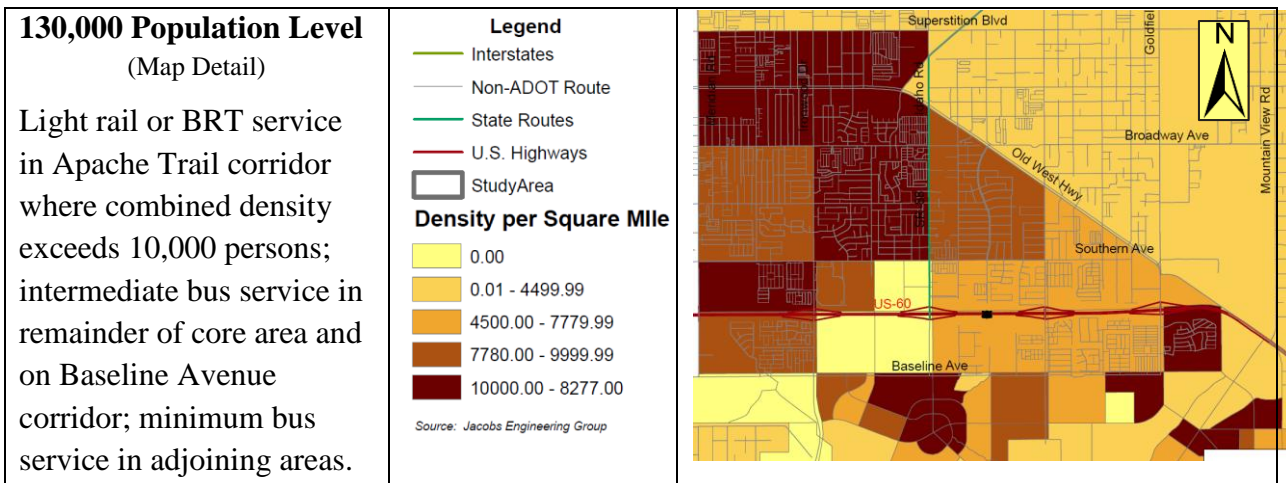 130,000 Population Level
(Map Detail)
Light rail or BRT service
in Apache Trail corridor
where combined density
exceeds 10,000 persons;
intermediate bus service in
remainder of core area and
on Baseline Avenue
corridor; minimum bus
service in adjoining areas.
Legend
Interstates
Non-ADOT Route
State Routes
U.S. Highways
StudyArea
Density per Square MIle
0.00
0.01 - 4499.99
4500.00 - 7779.99
7780.00 - 9999.99
10000.00 - 8277.00
Source: Jacobs Engineering Group
Superstition Blvd
N
Mountain View Rd
Broadway Ave
Old West Hwy
Southern Ave
US-60
Baseline Ave